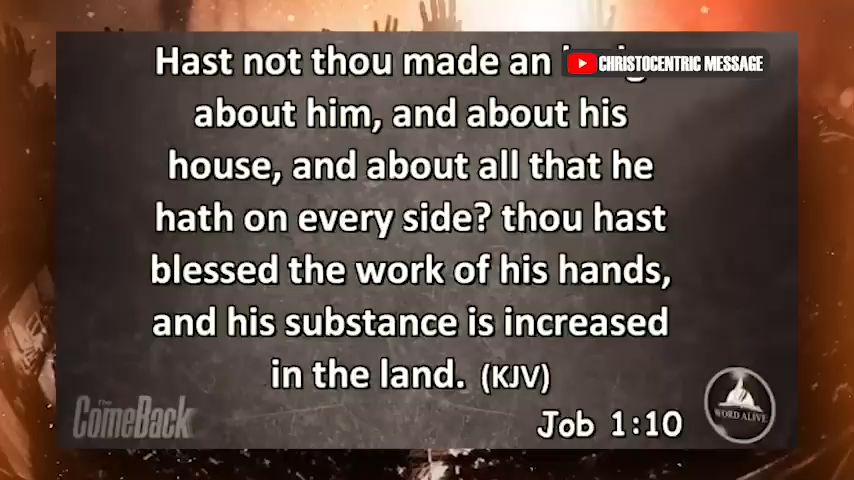 Hast not thou made an
CHRISTOCENTRIC MESSAGE
about him, and about his
house, and about all that he
hath on every side? thou hast
blessed the work of his hands,
and his substance is increased
in the land. (KJV)
Job 1:10
The
ComeBack
WORD ALIVE